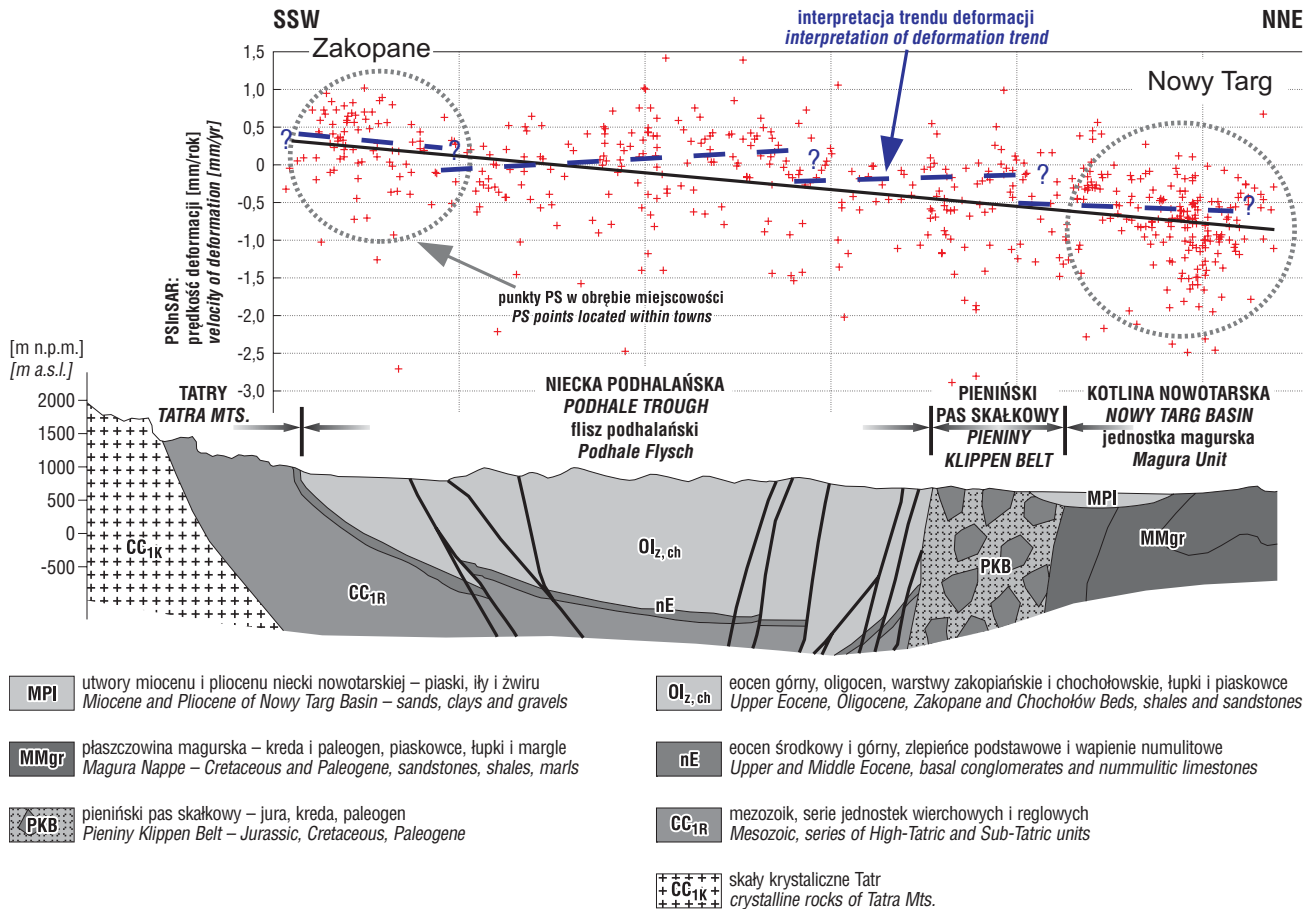 SSW
interpretacja trendu deformacji
interpretation of deformation trend
NNE
Zakopane
Nowy Targ
1,5
1,0
0,5
0
-0,5
-1,0
-1,5
-2,0
-2,5
-3,0
PSInSAR:
prędkość deformacji [mm/rok]
velocity of deformation [mm/yr]
?
?
?
?
?
punkty PS w obrębie miejscowości
PS points located within towns
[m n.p.m.]
[m a.s.l.]
2000
1500
1000
500
0
-500
TATRY
TATRA MTS.
NIECKA PODHALAŃSKA
PODHALE TROUGH
flisz podhalański
Podhale Flysch
PIENIŃSKI
PAS SKAŁKOWY
PIENINY
KLIPPEN BELT
KOTLINA NOWOTARSKA
NOWY TARG BASIN
jednostka magurska
Magura Unit
CC1K
CC1R
OIz, ch
nE
PKB
MPI
MMgr
MPI utwory miocenu i pliocenu niecki nowotarskiej – piaski, iły i żwiru
Miocene and Pliocene of Nowy Targ Basin – sands, clays and gravels
MMgr płaszczowina magurska – kreda i paleogen, piaskowce, łupki i margle
Magura Nappe – Cretaceous and Paleogene, sandstones, shales, marls
PKB pieniński pas skałkowy – jura, kreda, paleogen
Pieniny Klippen Belt – Jurassic, Cretaceous, Paleogene
OIz, ch eocen górny, oligocen, warstwy zakopiańskie i chochołowskie, łupki i piaskowce
Upper Eocene, Oligocene, Zakopane and Chochołów Beds, shales and sandstones
nE eocen środkowy i górny, zlepieńce podstawowe i wapienie numulitowe
Upper and Middle Eocene, basal conglomerates and nummulitic limestones
CC1R mezozoik, serie jednostek wierchowych i reglowych
Mesozoic, series of High-Tatric and Sub-Tatric units
CC1K skały krystaliczne Tatr
crystalline rocks of Tatra Mts.